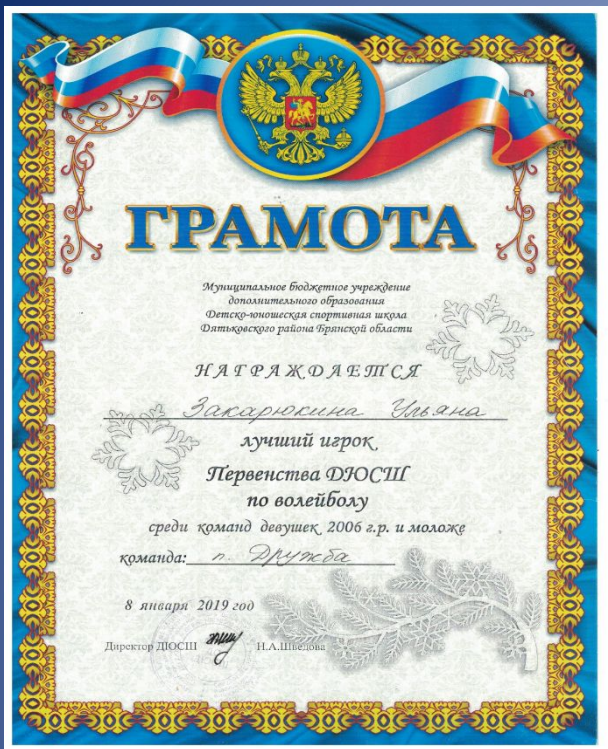 ГРАМОТА
Муниципальное бюджетное учреждение
дополнительного образования
Детско-юношеская спортивная школа
Дятьковского района Брянской области
НАГРАЖДАЕТСЯ
Закарюкина Ульяна
лучший игрок
Первенства ДЮСШ
по волейболу
среди команд девушек 2006 г.р. и моложе
команда: п. Дружба
8 января 2019 год
Директор ДЮСШ Н.А.Шведова